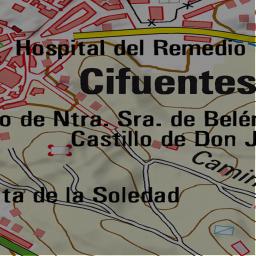 Hospital del Remedio
Cifuentes
o de Ntra. Sra. de Belén
Castillo de Don J
Camin
ta de la Soledad